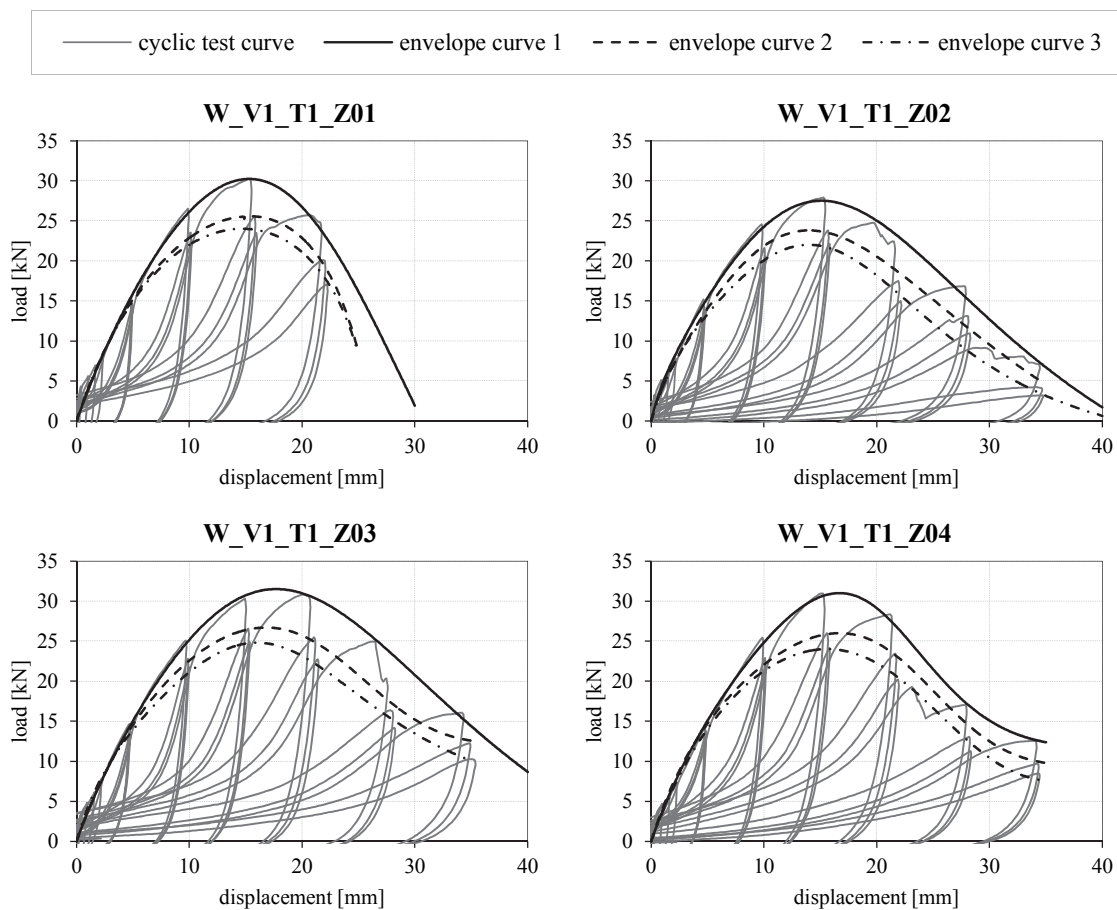 cyclic test curve envelope curve 1 envelope curve 2 envelope curve 3
W_V1_T1_Z01
35
30
25
20
15
10
5
0
load [kN]
0 10 20 30 40
displacement [mm]
W_V1_T1_Z02
35
30
25
20
15
10
5
0
load [kN]
0 10 20 30 40
displacement [mm]
W_V1_T1_Z03
35
30
25
20
15
10
5
0
load [kN]
0 10 20 30 40
displacement [mm]
W_V1_T1_Z04
35
30
25
20
15
10
5
0
load [kN]
0 10 20 30 40
displacement [mm]